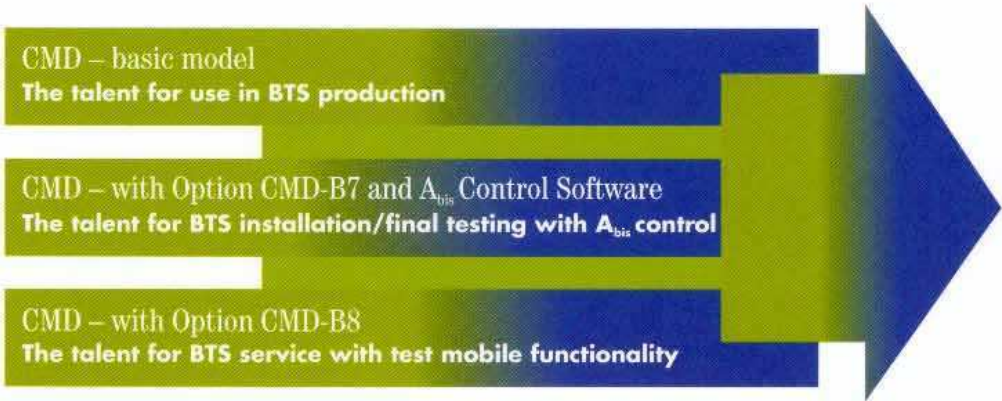 CMD – basic model
The talent for use in BTS production
CMD – with Option CMD-B7 and Abis Control Software
The talent for BTS installation/final testing with Abis control
CMD – with Option CMD-B8
The talent for BTS service with test mobile functionality